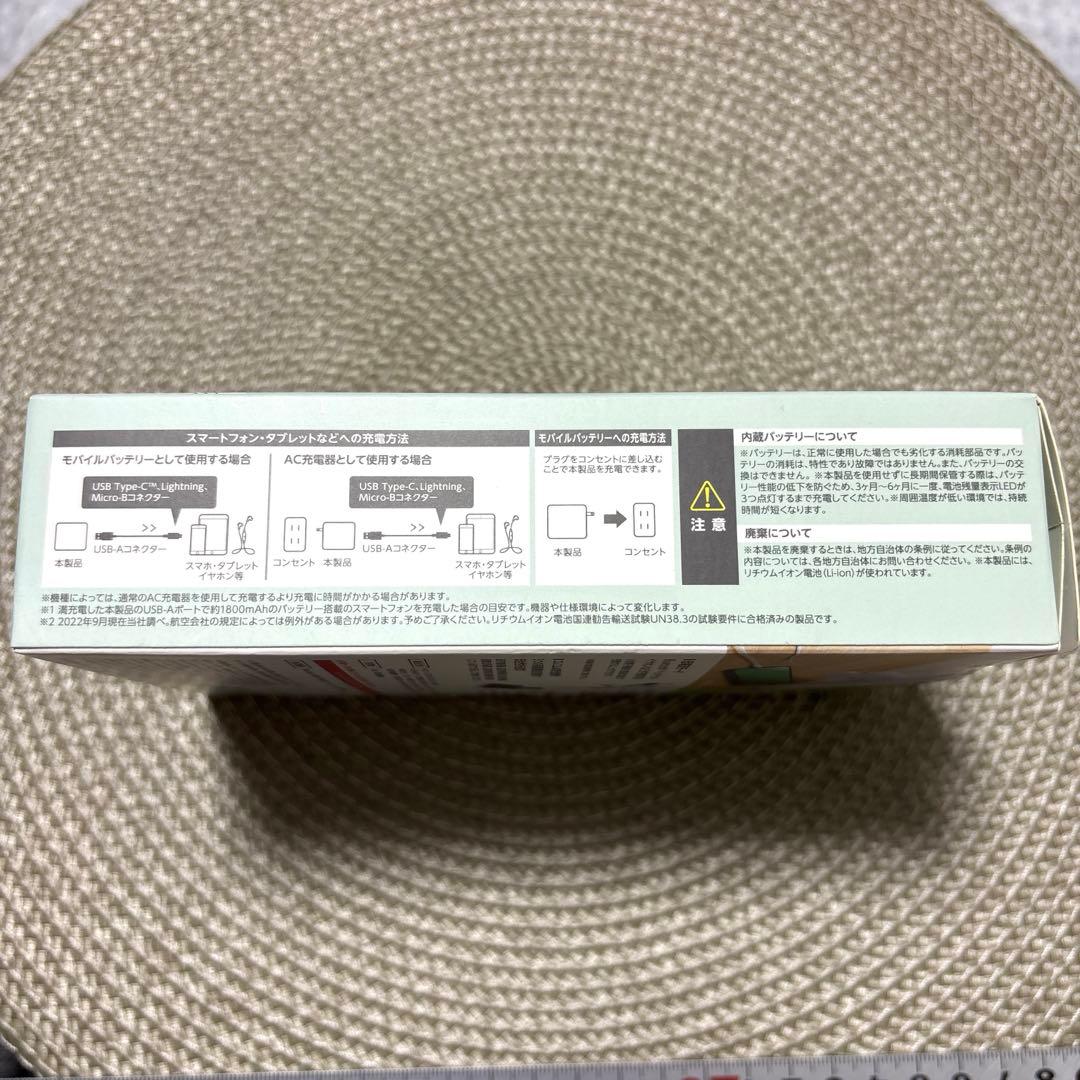 スマートフォン・タブレットなどへの充電方法
モバイルバッテリーとして使用する場合
USB Type-C™、Lightning、
Micro-Bコネクター
USB-Aコネクター
本製品
スマホ・タブレット
イヤホン等
AC充電器として使用する場合
USB Type-C、Lightning、
Micro-Bコネクター
USB-Aコネクター
コンセント 本製品
スマホ・タブレット
イヤホン等
モバイルバッテリーへの充電方法
プラグをコンセントに差し込む
ことで本製品を充電できます。
本製品
コンセント
注意
内蔵バッテリーについて
※バッテリーは、正常に使用した場合でも劣化する消耗部品です。バッ
テリーの消耗は、特性であり故障ではありません。また、バッテリーの交
換はできません。※本製品を使用せずに長期間保管する際は、バッテ
リー性能の低下を防ぐため、3ヶ月~6ヶ月に一度、電池残量表示LEDが
3つ点灯するまで充電してください。※周囲温度が低い環境では、持続
時間が短くなります。
廃棄について
※本製品を廃棄するときは、地方自治体の条例に従ってください。条例の
内容については、各地方自治体にお問い合わせください。※本製品には、
リチウムイオン電池(Li-ion)が使われています。
※機種によっては、通常のAC充電器を使用して充電するより充電に時間がかかる場合があります。
※1 満充電した本製品のUSB-Aポートで約1800mAhのバッテリー搭載のスマートフォンを充電した場合の目安です。機器や仕様環境によって変化します。
※2 2022年9月現在当社調べ。航空会社の規定によっては例外がある場合があります。予めご了承ください。リチウムイオン電池国連勧告輸送試験UN38.3の試験要件に合格済みの製品です。